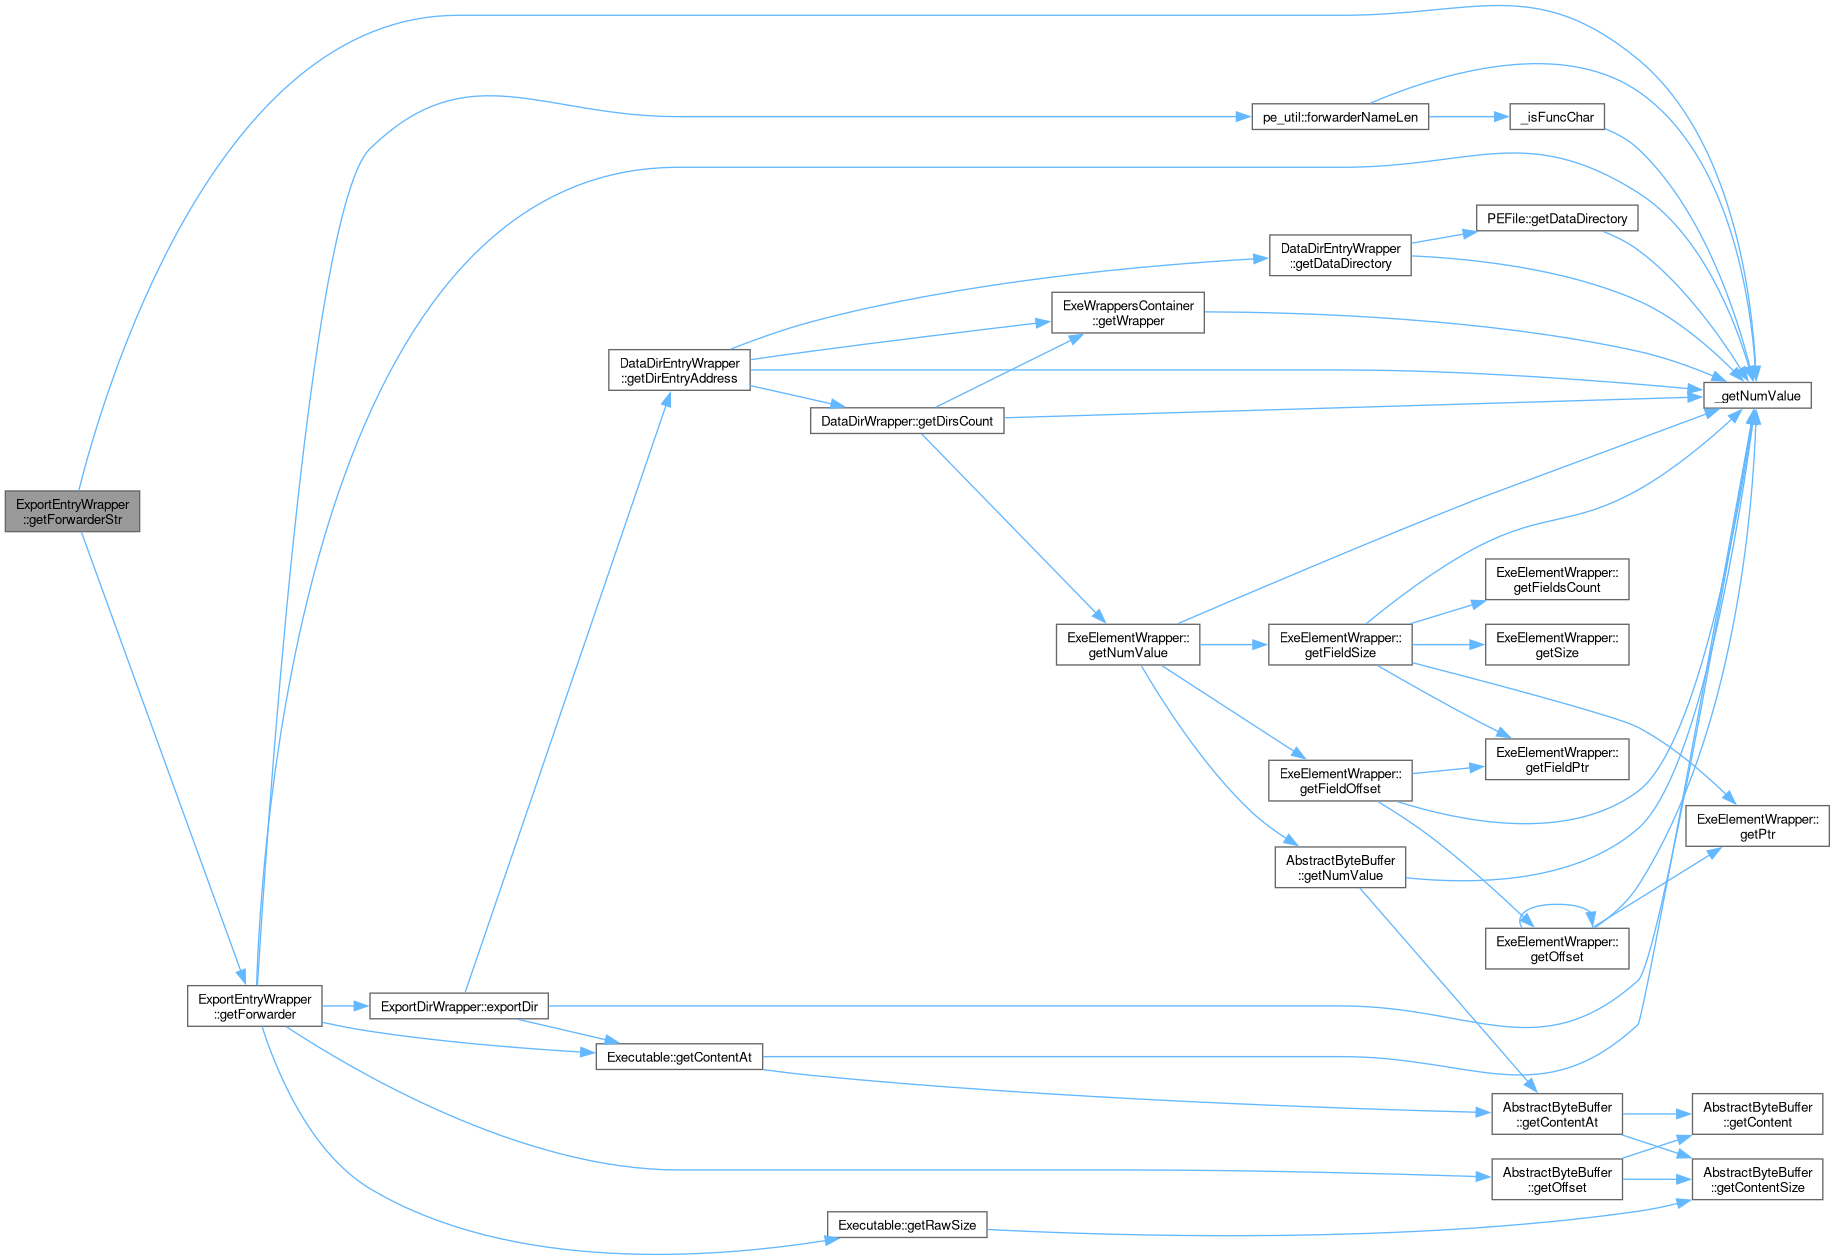 ExportEntryWrapper
::getForwarderStr
ExportEntryWrapper
::getForwarder
ExportDirWrapper::exportDir
DataDirEntryWrapper
::getDirEntryAddress
Executable::getContentAt
DataDirWrapper::getDirsCount
Executable::getRawSize
ExeWrappersContainer
::getWrapper
ExeElementWrapper::
getNumValue
pe_util::forwarderNameLen
DataDirEntryWrapper
::getDataDirectory
ExeElementWrapper::
getFieldSize
ExeElementWrapper::
getFieldOffset
AbstractByteBuffer
::getNumValue
_isFuncChar
PEFile::getDataDirectory
ExeElementWrapper::
getFieldsCount
ExeElementWrapper::
getSize
ExeElementWrapper::
getFieldPtr
ExeElementWrapper::
getOffset
AbstractByteBuffer
::getContentAt
AbstractByteBuffer
::getOffset
_getNumValue
ExeElementWrapper::
getPtr
AbstractByteBuffer
::getContent
AbstractByteBuffer
::getContentSize